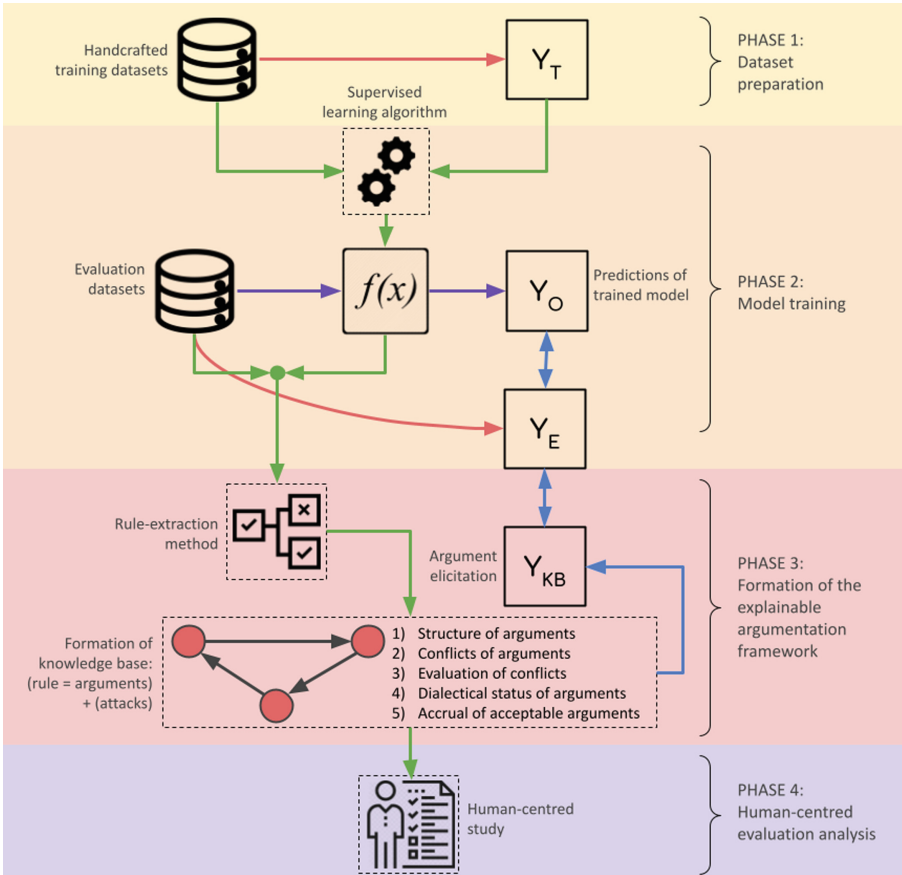 Handcrafted
training datasets
Y_T
PHASE 1:
Dataset
preparation
Supervised
learning algorithm
Evaluation
datasets
f(x)
Y_O
Predictions of
trained model
PHASE 2:
Model training
Y_E
Rule-extraction
method
Argument
elicitation
Y_KB
PHASE 3:
Formation of the
explainable
argumentation
framework
Formation of
knowledge base:
(rule = arguments)
+ (attacks)
1) Structure of arguments
2) Conflicts of arguments
3) Evaluation of conflicts
4) Dialectical status of arguments
5) Accrual of acceptable arguments
Human-centred
study
PHASE 4:
Human-centred
evaluation analysis